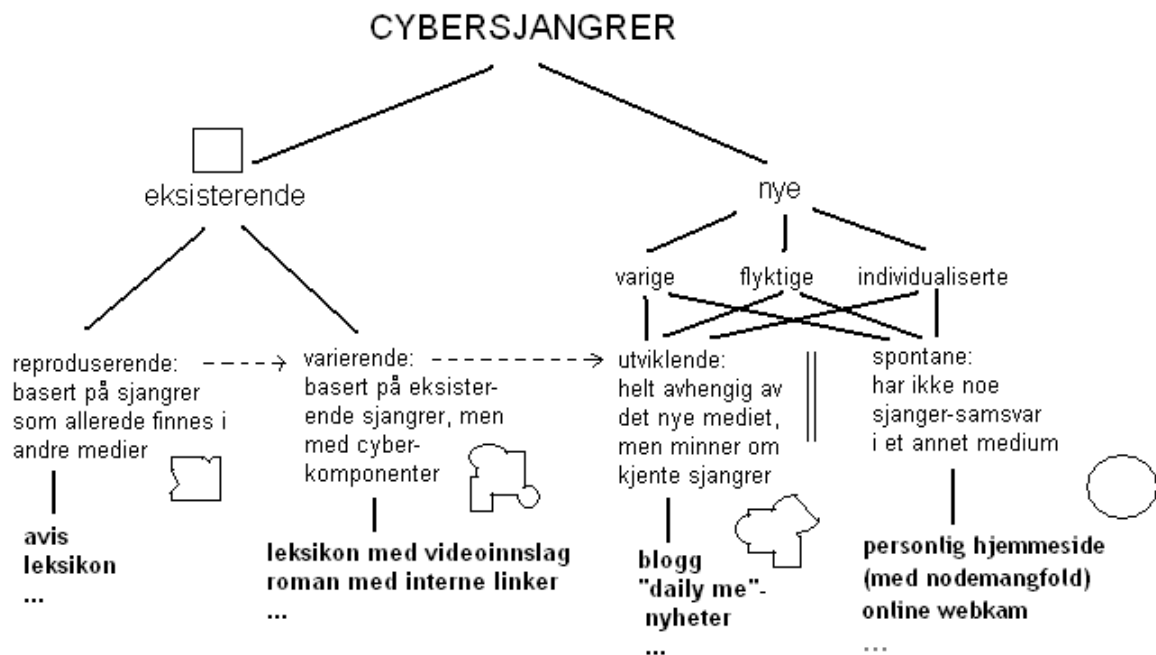 CYBERSJANGRER
eksisterende
nye
varige
flyktige
individualiserte
reproduserende:
basert på sjangrer
som allerede finnes i
andre medier
avis
leksikon
...
varierende:
basert på eksister-
ende sjangrer, men
med cyber-
komponenter
leksikon med videoinnslag
roman med interne linker
...
utviklende:
helt avhengig av
det nye mediet,
men minner om
kjente sjangrer
blogg
"daily me"-
nyheter
...
spontane:
har ikke noe
sjanger-samsvar
i et annet medium
personlig hjemmeside
(med nodemangfold)
online webkam
...